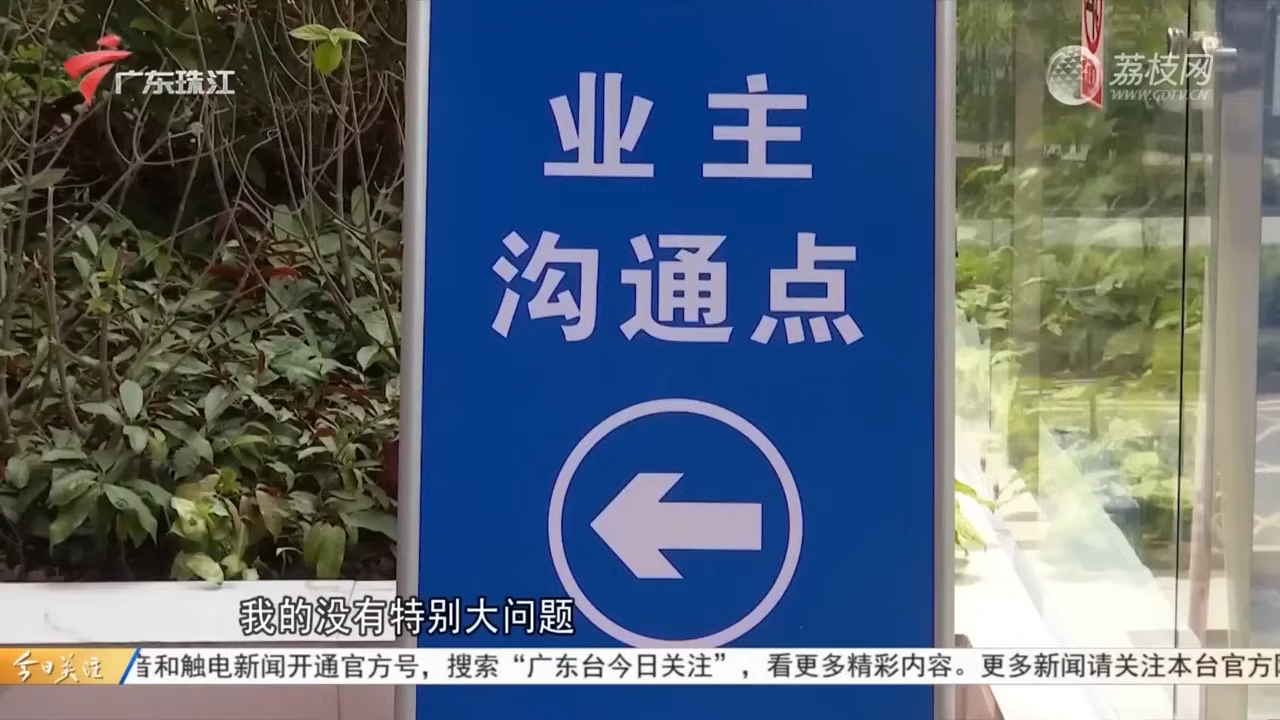 广东珠江
荔枝网
WWW.GDTV.CN
业主
沟通点
我的没有特别大问题
今日关注
音和触电新闻开通官方号，搜索“广东台今日关注”，看更多精彩内容。更多新闻请关注本台官方